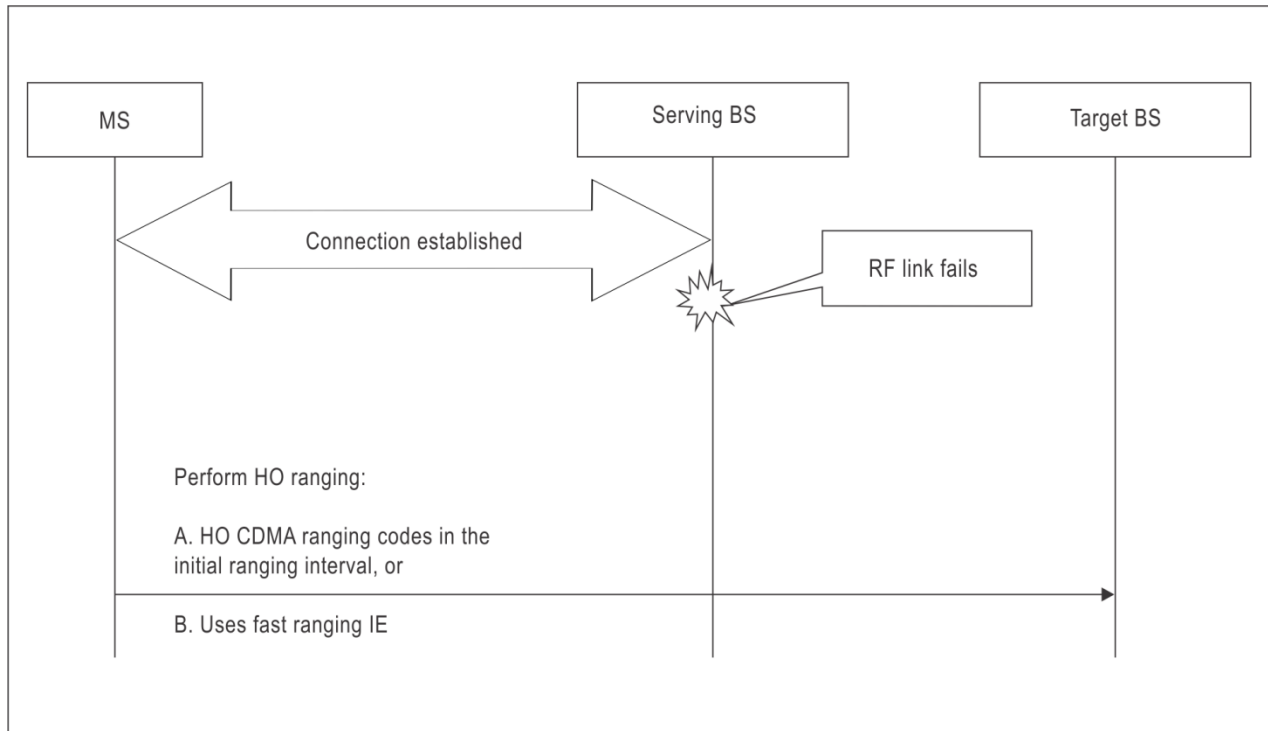 MS
Serving BS
Target BS
Connection established
RF link fails
Perform HO ranging:
A. HO CDMA ranging codes in the
initial ranging interval, or
B. Uses fast ranging IE